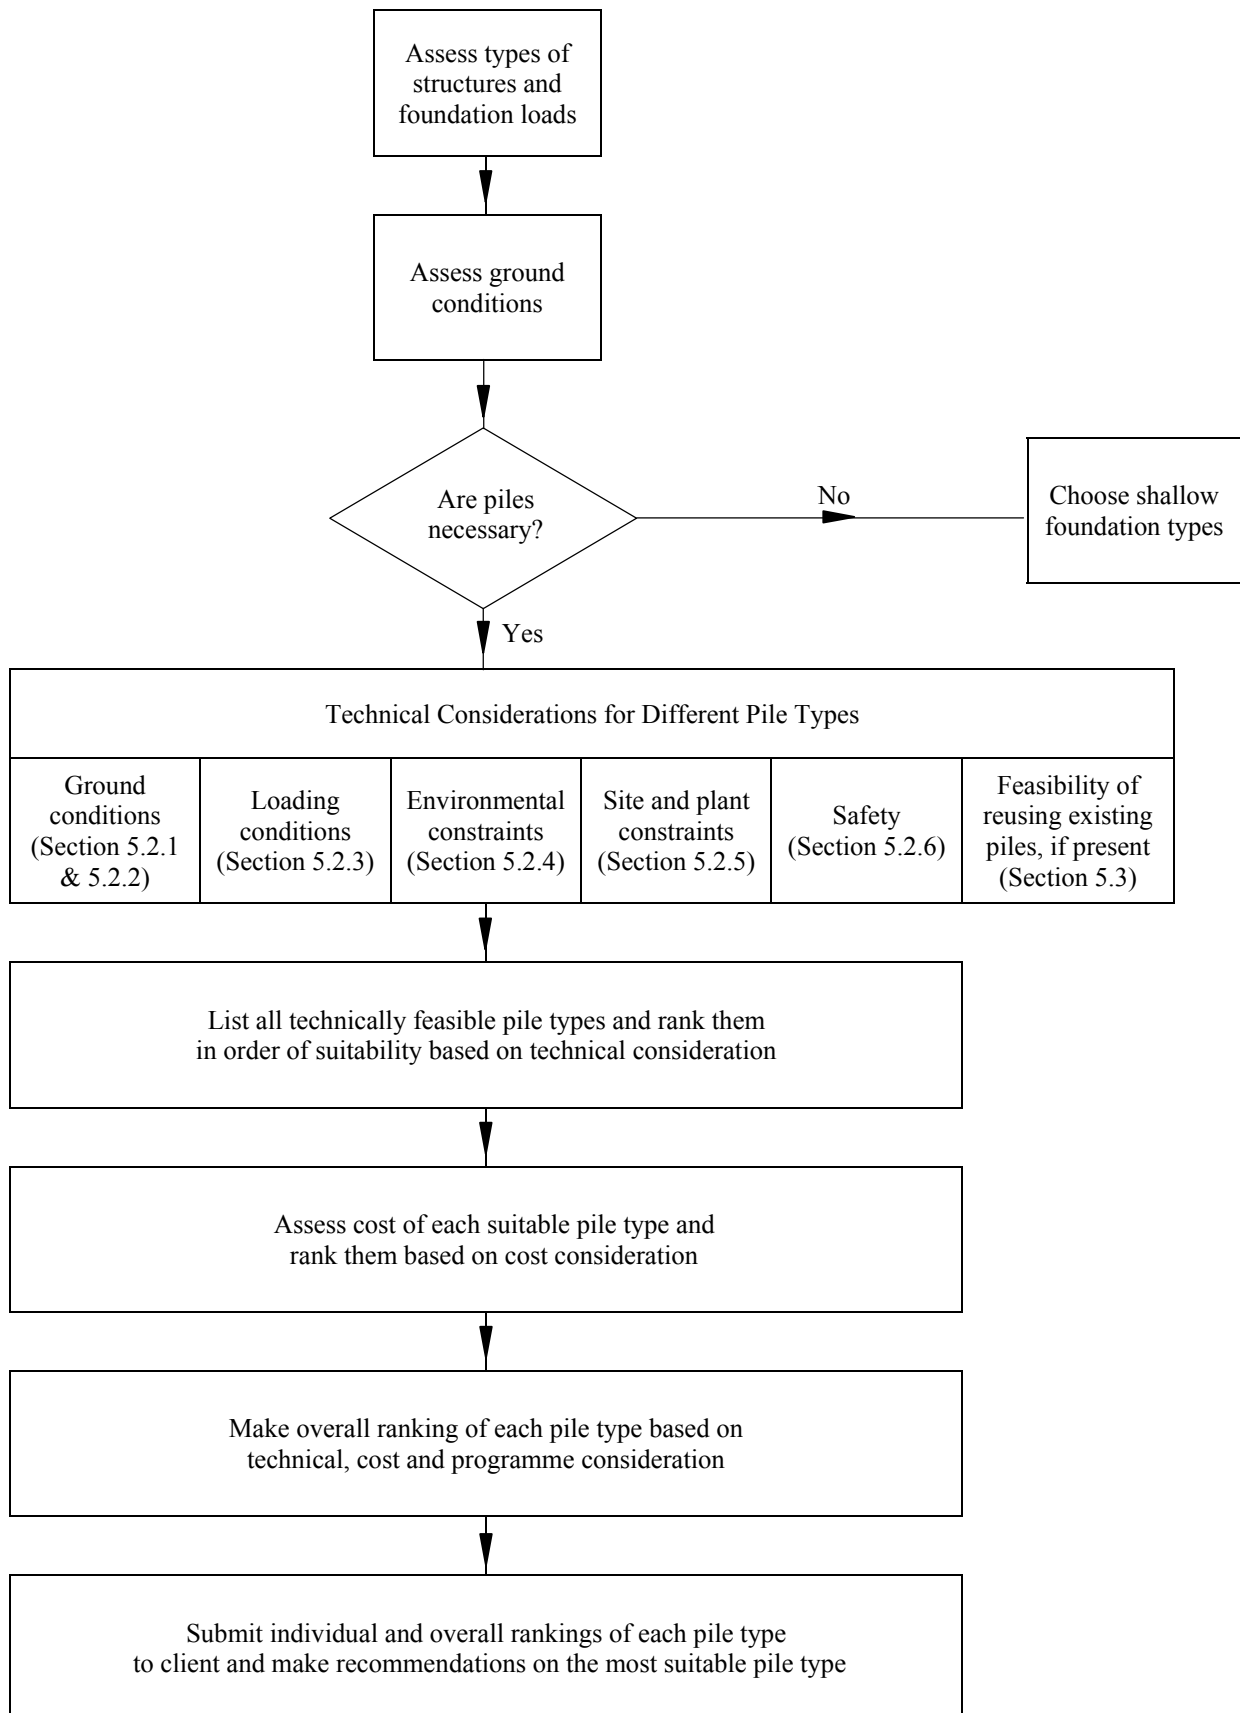 Assess types of
structures and
foundation loads
Assess ground
conditions
Are piles
necessary?
No
Choose shallow
foundation types
Yes
Technical Considerations for Different Pile Types
Ground
conditions
(Section 5.2.1
& 5.2.2)
Loading
conditions
(Section 5.2.3)
Environmental
constraints
(Section 5.2.4)
Site and plant
constraints
(Section 5.2.5)
Safety
(Section 5.2.6)
Feasibility of
reusing existing
piles, if present
(Section 5.3)
List all technically feasible pile types and rank them
in order of suitability based on technical consideration
Assess cost of each suitable pile type and
rank them based on cost consideration
Make overall ranking of each pile type based on
technical, cost and programme consideration
Submit individual and overall rankings of each pile type
to client and make recommendations on the most suitable pile type